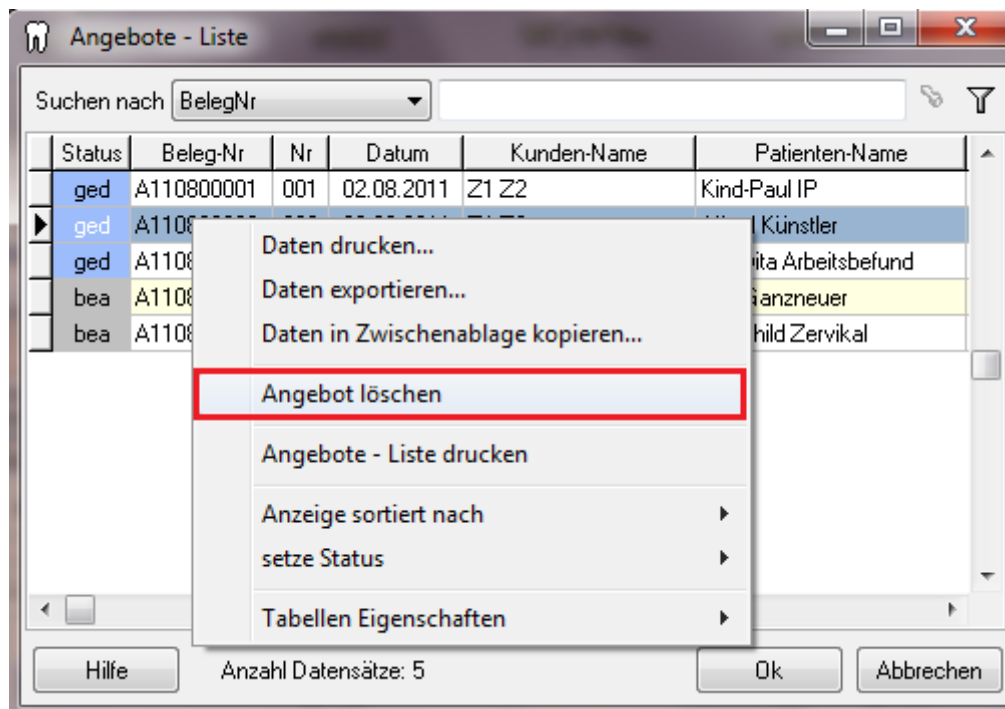 Angebote - Liste
Suchen nach BelegNr
Status Beleg-Nr Nr Datum Kunden-Name Patienten-Name
ged A110800001 001 02.08.2011 Z1 Z2 Kind-Paul IP
ged Künstler
ged Arbeitsbefund
bea
bea Zervikal
Daten drucken...
Daten exportieren...
Daten in Zwischenablage kopieren...
Angebot löschen
Angebote - Liste drucken
Anzeige sortiert nach
setze Status
Tabellen Eigenschaften
Hilfe Anzahl Datensätze: 5 Ok Abbrechen